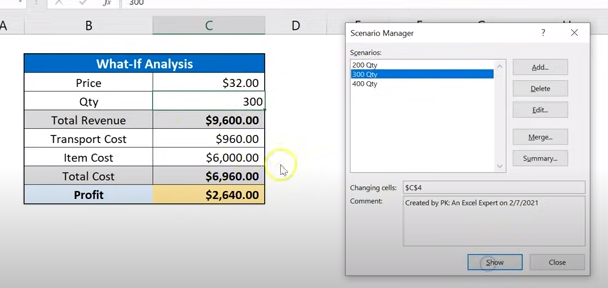 300
A B C D
What-If Analysis
Price $32.00
Qty 300
Total Revenue $9,600.00
Transport Cost $960.00
Item Cost $6,000.00
Total Cost $6,960.00
Profit $2,640.00
Scenario Manager ? ×
Scenarios:
200 Qty
300 Qty
400 Qty
Add...
Delete
Edit...
Merge...
Summary...
Changing cells: $C$4
Comment: Created by PK: An Excel Expert on 2/7/2021
Show Close